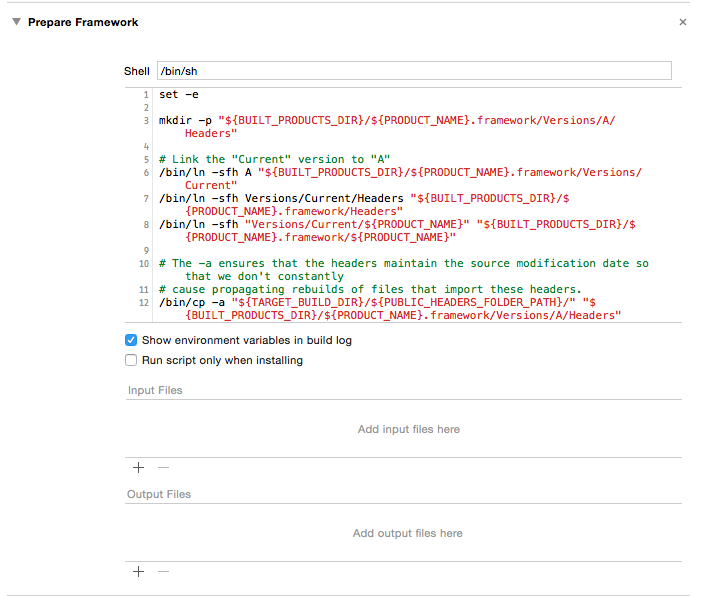 Prepare Framework
Shell /bin/sh
1 set -e
2
3 mkdir -p "${BUILT_PRODUCTS_DIR}/${PRODUCT_NAME}.framework/Versions/A/
Headers"
4
5 # Link the "Current" version to "A"
6 /bin/ln -sfh A "${BUILT_PRODUCTS_DIR}/${PRODUCT_NAME}.framework/Versions/
Current"
7 /bin/ln -sfh Versions/Current/Headers "${BUILT_PRODUCTS_DIR}/$
{PRODUCT_NAME}.framework/Headers"
8 /bin/ln -sfh "Versions/Current/${PRODUCT_NAME}" "${BUILT_PRODUCTS_DIR}/$
{PRODUCT_NAME}.framework/${PRODUCT_NAME}"
9
10 # The -a ensures that the headers maintain the source modification date so
that we don't constantly
11 # cause propagating rebuilds of files that import these headers.
12 /bin/cp -a "${TARGET_BUILD_DIR}/${PUBLIC_HEADERS_FOLDER_PATH}/" "$
{BUILT_PRODUCTS_DIR}/${PRODUCT_NAME}.framework/Versions/A/Headers"
Show environment variables in build log
Run script only when installing
Input Files
Add input files here
Output Files
Add output files here